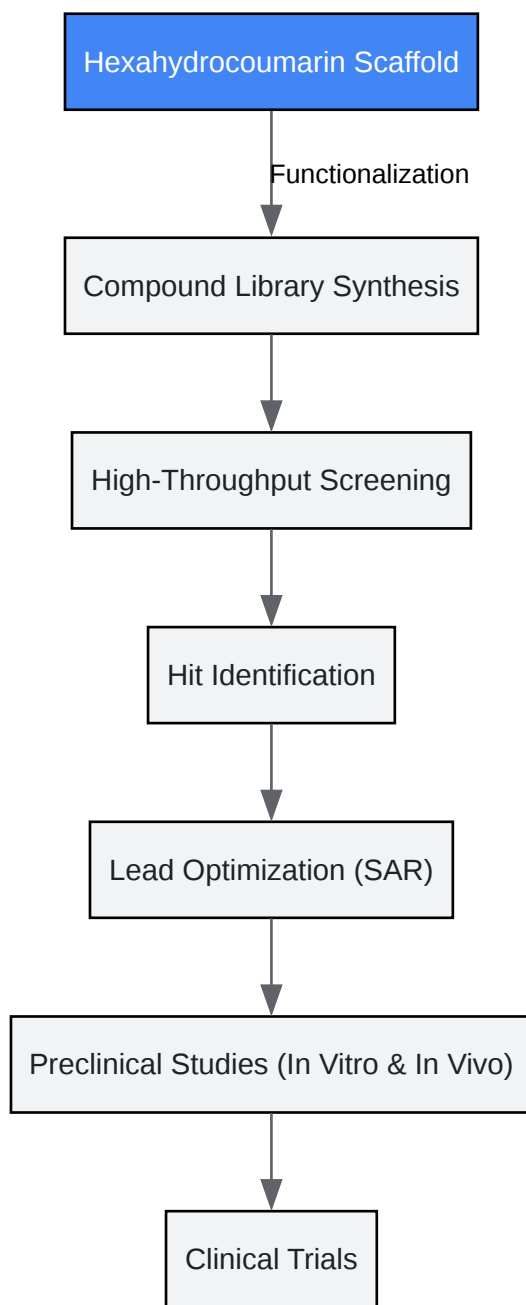 Hexahydrocoumarin Scaffold
Functionalization
Compound Library Synthesis
High-Throughput Screening
Hit Identification
Lead Optimization (SAR)
Preclinical Studies (In Vitro & In Vivo)
Clinical Trials